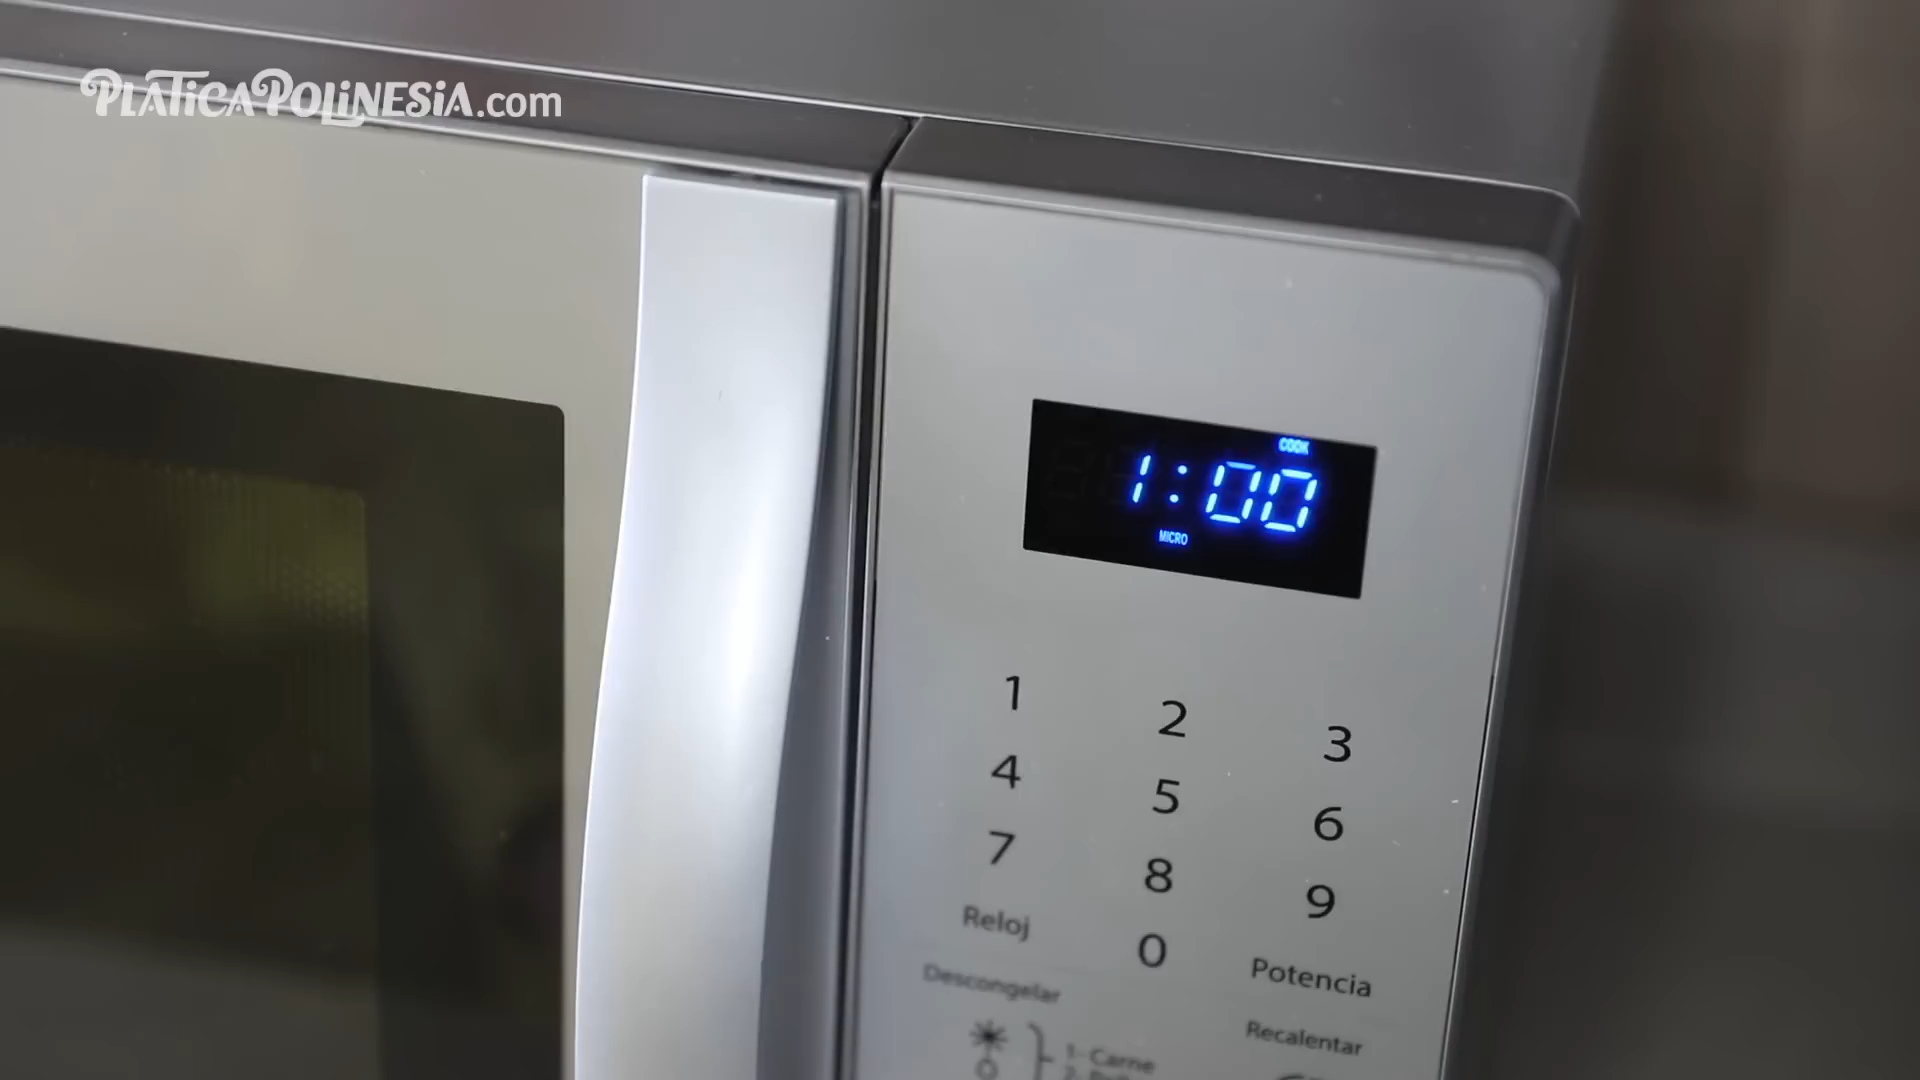 PLATICAPOLINESIA.com
COOK
1:00
MICRO
1 2 3
4 5 6
7 8 9
Reloj 0 Potencia
Descongelar Recalentar
1- Carne